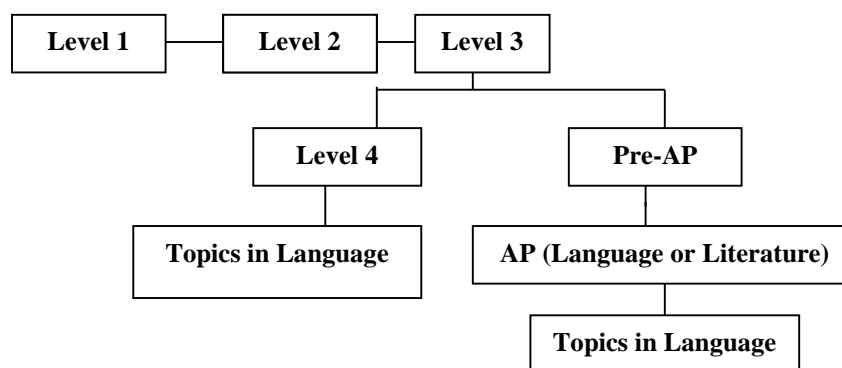 Level 1
Level 2
Level 3
Level 4
Pre-AP
Topics in Language
AP (Language or Literature)
Topics in Language